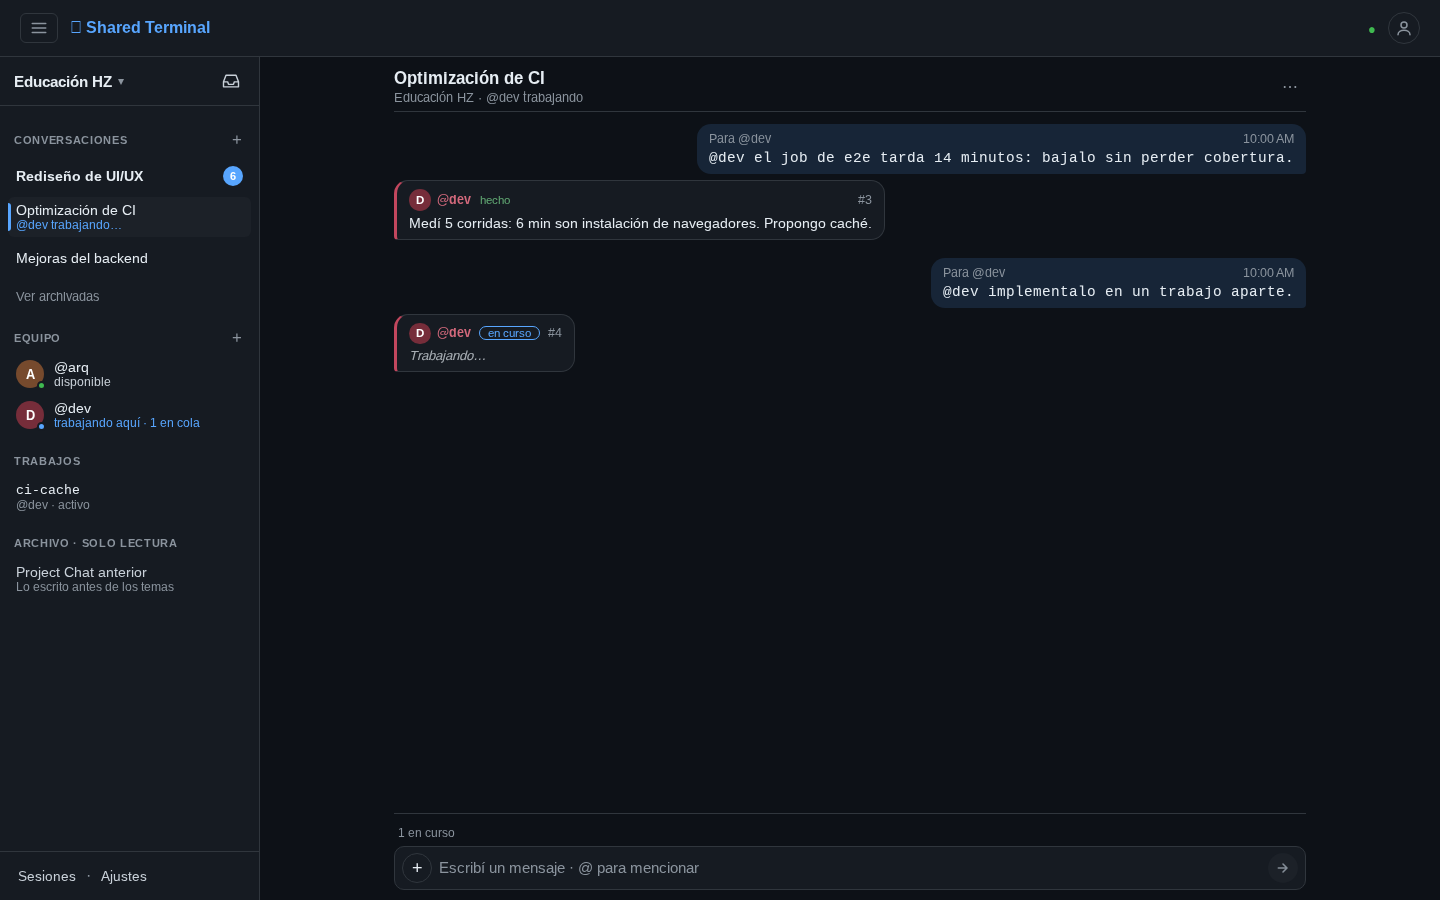 Shared Terminal
Educación HZ ▾
CONVERSACIONES +
Rediseño de UI/UX 6
Optimización de CI
@dev trabajando…
Mejoras del backend
Ver archivadas
EQUIPO +
A @arq
disponible
D @dev
trabajando aquí · 1 en cola
TRABAJOS
ci-cache
@dev · activo
ARCHIVO · SOLO LECTURA
Project Chat anterior
Lo escrito antes de los temas
Sesiones · Ajustes
Optimización de CI
Educación HZ · @dev trabajando
…
Para @dev 10:00 AM
@dev el job de e2e tarda 14 minutos: bajalo sin perder cobertura.
D @dev hecho #3
Medí 5 corridas: 6 min son instalación de navegadores. Propongo caché.
Para @dev 10:00 AM
@dev implementalo en un trabajo aparte.
D @dev en curso #4
Trabajando…
1 en curso
+ Escribí un mensaje · @ para mencionar